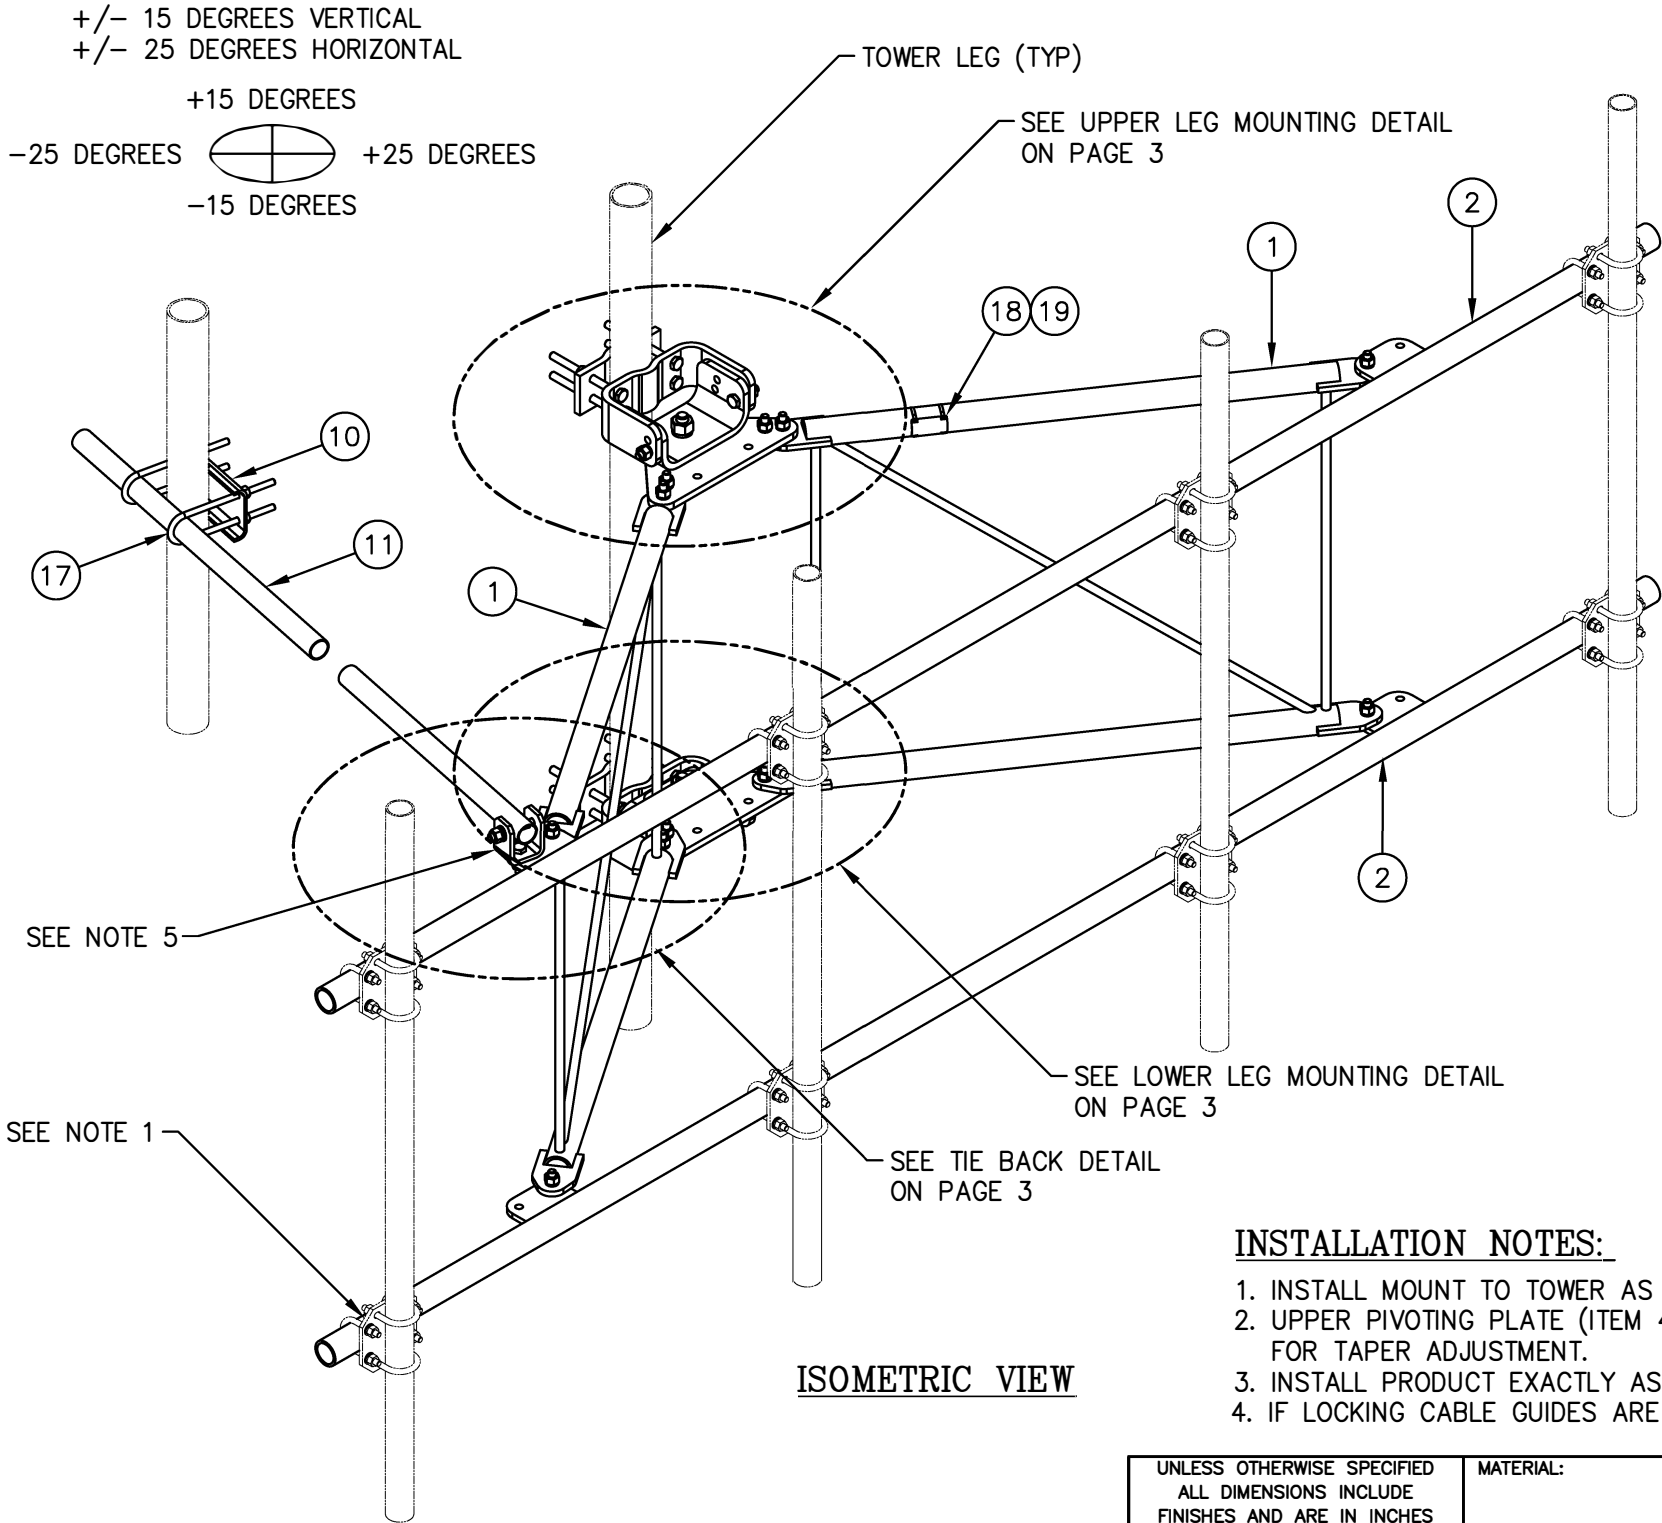 +/- 15 DEGREES VERTICAL
+/- 25 DEGREES HORIZONTAL
+15 DEGREES
-25 DEGREES
+25 DEGREES
-15 DEGREES
TOWER LEG (TYP)
SEE UPPER LEG MOUNTING DETAIL
ON PAGE 3
2
1
18 19
10
11
17
1
2
SEE NOTE 5
SEE LOWER LEG MOUNTING DETAIL
ON PAGE 3
SEE NOTE 1
SEE TIE BACK DETAIL
ON PAGE 3
ISOMETRIC VIEW
INSTALLATION NOTES:
1. INSTALL MOUNT TO TOWER AS
2. UPPER PIVOTING PLATE (ITEM
FOR TAPER ADJUSTMENT.
3. INSTALL PRODUCT EXACTLY AS
4. IF LOCKING CABLE GUIDES ARE
UNLESS OTHERWISE SPECIFIED
ALL DIMENSIONS INCLUDE
FINISHES AND ARE IN INCHES
MATERIAL: